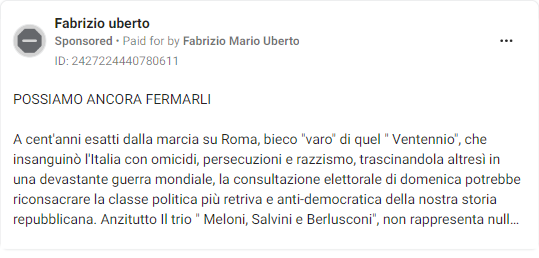 Fabrizio uberto
Sponsored • Paid for by Fabrizio Mario Uberto
ID: 2427224440780611
POSSIAMO ANCORA FERMARLI
A cent'anni esatti dalla marcia su Roma, bieco "varo" di quel " Ventennio", che
insanguinò l'Italia con omicidi, persecuzioni e razzismo, trascinandola altresì in
una devastante guerra mondiale, la consultazione elettorale di domenica potrebbe
riconsacrare la classe politica più retriva e anti-democratica della nostra storia
repubblicana. Anzitutto Il trio " Meloni, Salvini e Berlusconi", non rappresenta null...